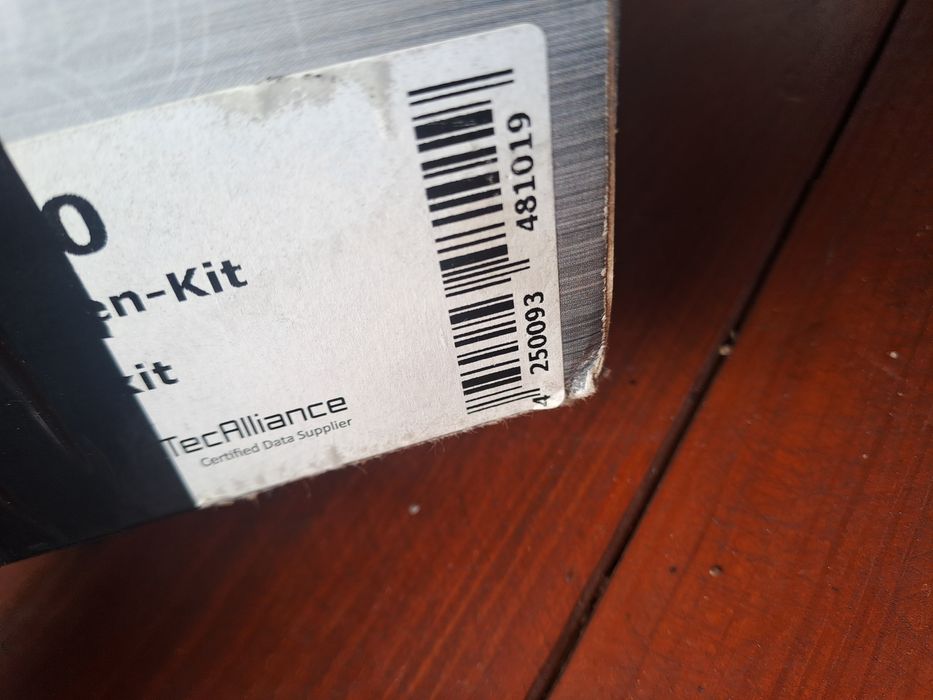 0
en-Kit
kit
TecAlliance
Certified Data Supplier
4 250093 481019